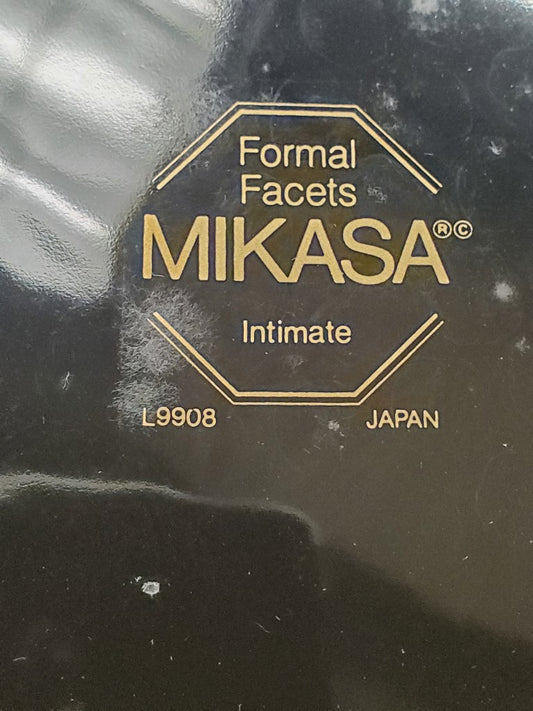 Formal
Facets
MIKASA®©
Intimate
L9908
JAPAN